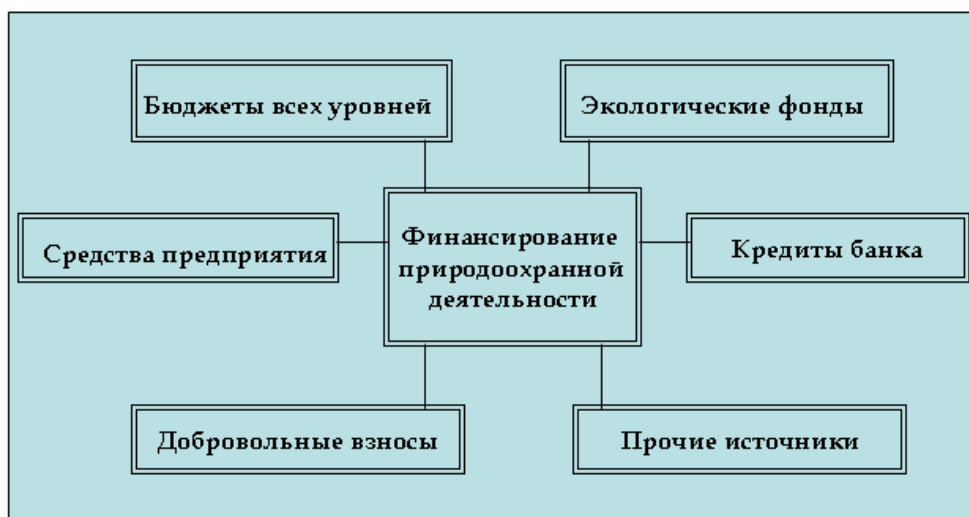 Бюджеты всех уровней
Экологические фонды
Средства предприятия
Финансирование
природоохранной
деятельности
Кредиты банка
Добровольные взносы
Прочие источники